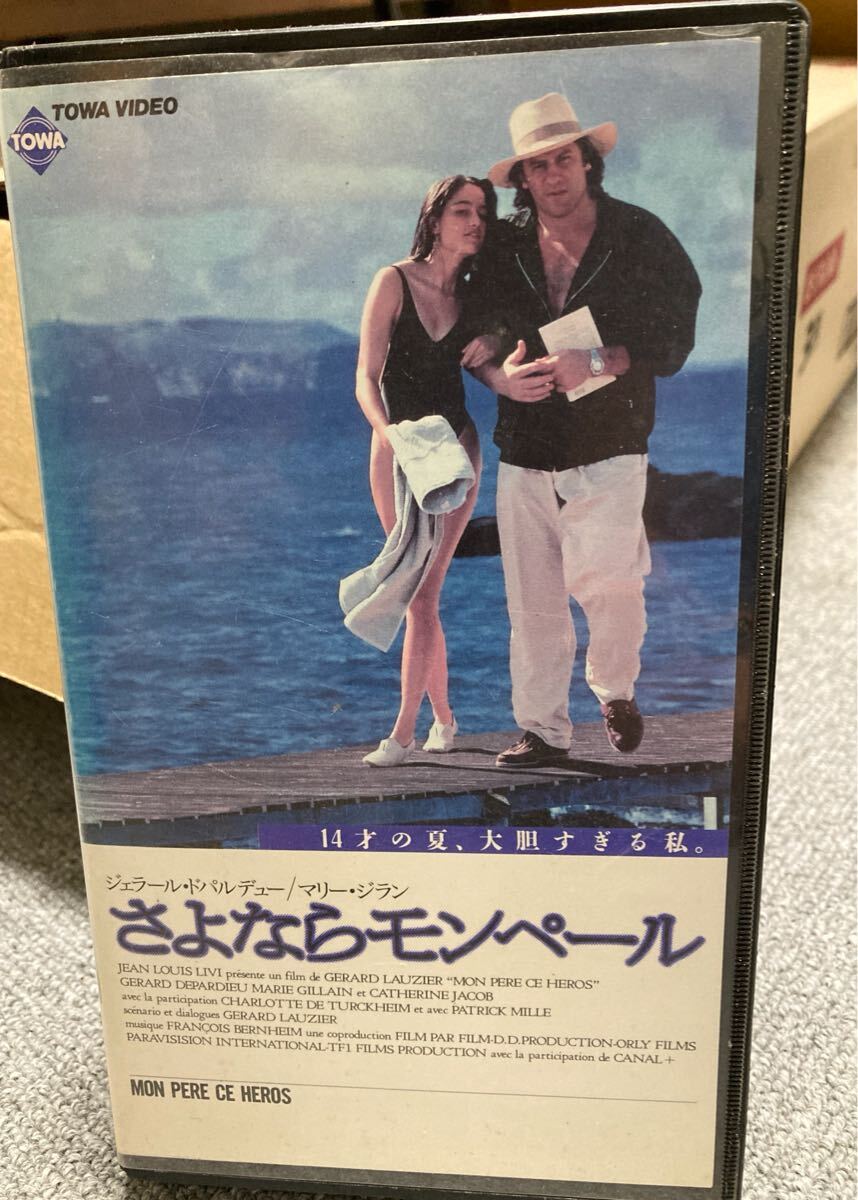 TOWA VIDEO
TOWA
14才の夏、大胆すぎる私。
ジェラール・ドパルデュー/マリー・ジラン
さよならモンペール
JEAN LOUIS LIVI présente un film de GERARD LAUZIER "MON PERE CE HEROS"
GERARD DEPARDIEU MARIE GILLAIN et CATHERINE JACOB
avec la participation CHARLOTTE DE TURCKHEIM et avec PATRICK MILLE
scénario et dialogues GERARD LAUZIER
musique FRANÇOIS BERNHEIM une coproduction FILM PAR FILM-D.D.PRODUCTION-ORLY FILMS
PARAVISISION INTERNATIONAL-TF1 FILMS PRODUCTION avec la participation de CANAL+
MON PERE CE HEROS